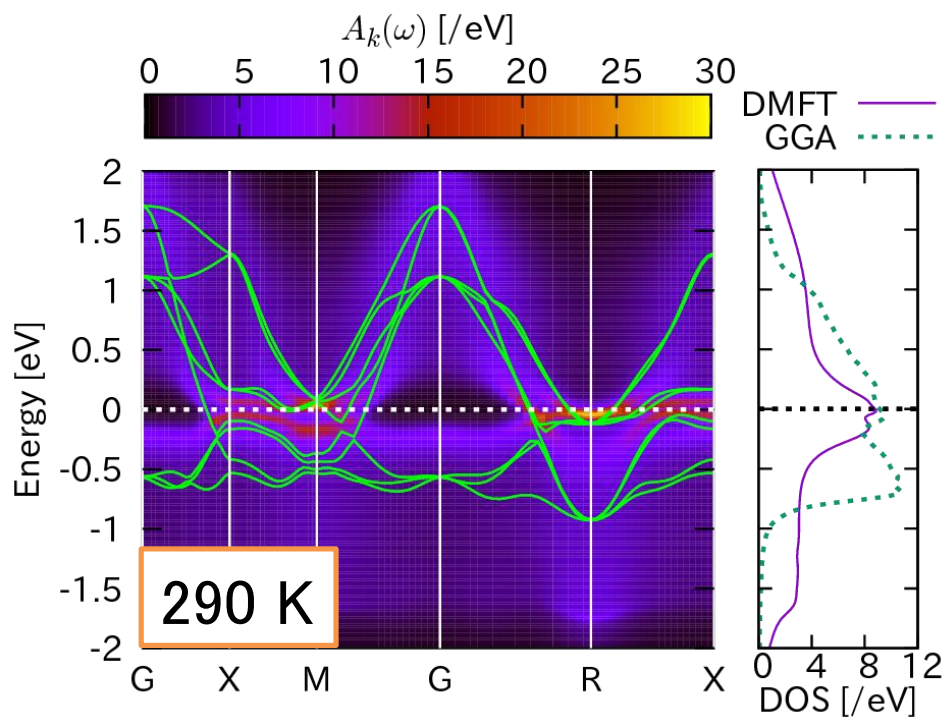 A_k(ω) [/eV]
0 5 10 15 20 25 30
DMFT
GGA
2
1.5
1
0.5
0
-0.5
-1
-1.5
-2
Energy [eV]
290 K
G X M G R X
0 4 8 12
DOS [/eV]